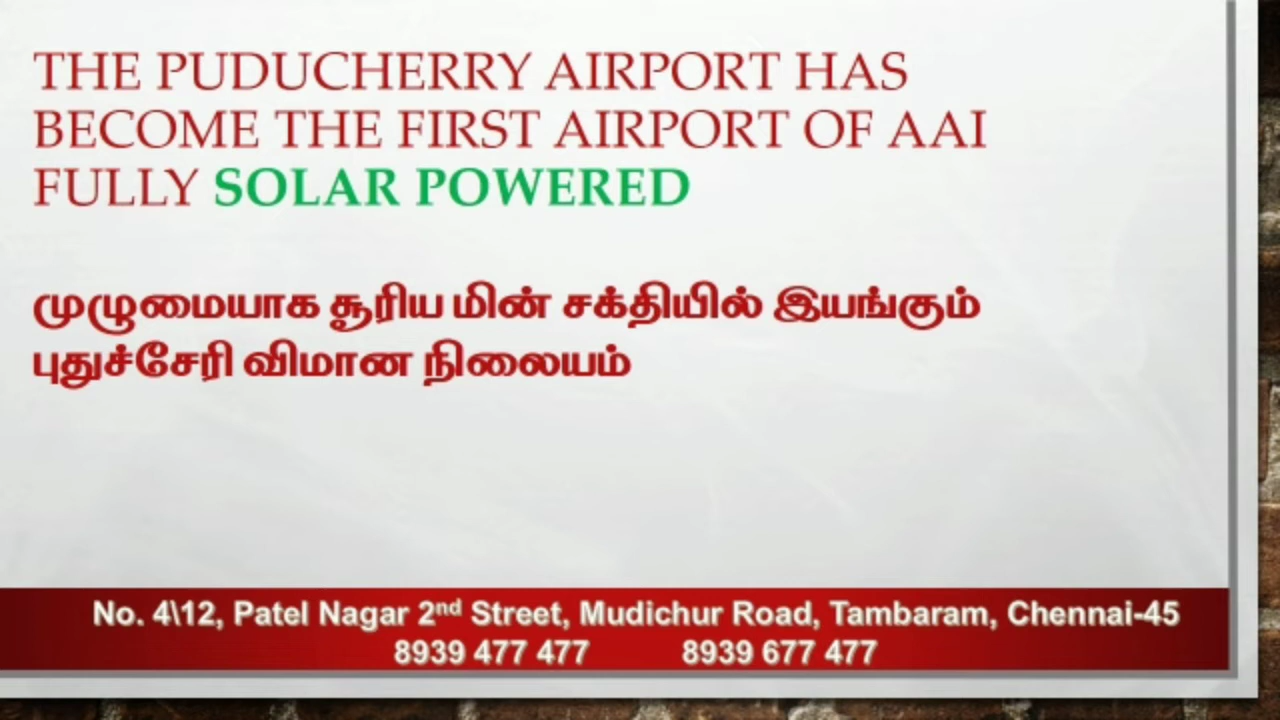 THE PUDUCHERRY AIRPORT HAS
BECOME THE FIRST AIRPORT OF AAI
FULLY SOLAR POWERED
முழுமையாக சூரிய மின் சக்தியில் இயங்கும்
புதுச்சேரி விமான நிலையம்
No. 4\12, Patel Nagar 2nd Street, Mudichur Road, Tambaram, Chennai-45
8939 477 477 8939 677 477